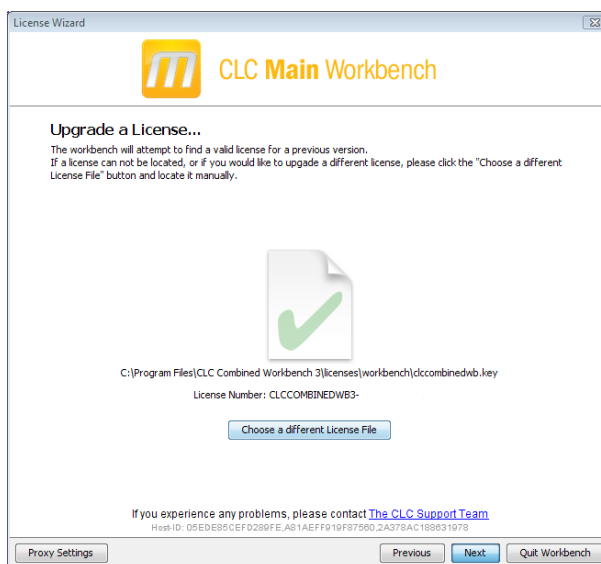 License Wizard
m CLC Main Workbench
Upgrade a License...
The workbench will attempt to find a valid license for a previous version.
If a license can not be located, or if you would like to upgade a different license, please click the "Choose a different
License File" button and locate it manually.
C:\Program Files\CLC Combined Workbench 3\licenses\workbench\clccombinedwb.key
License Number: CLCCOMBINEDWB3-
Choose a different License File
If you experience any problems, please contact The CLC Support Team
Host-ID: 05EDE85CEFD289FE,A81AEFF919F87560,2A378AC188631978
Proxy Settings Previous Next Quit Workbench